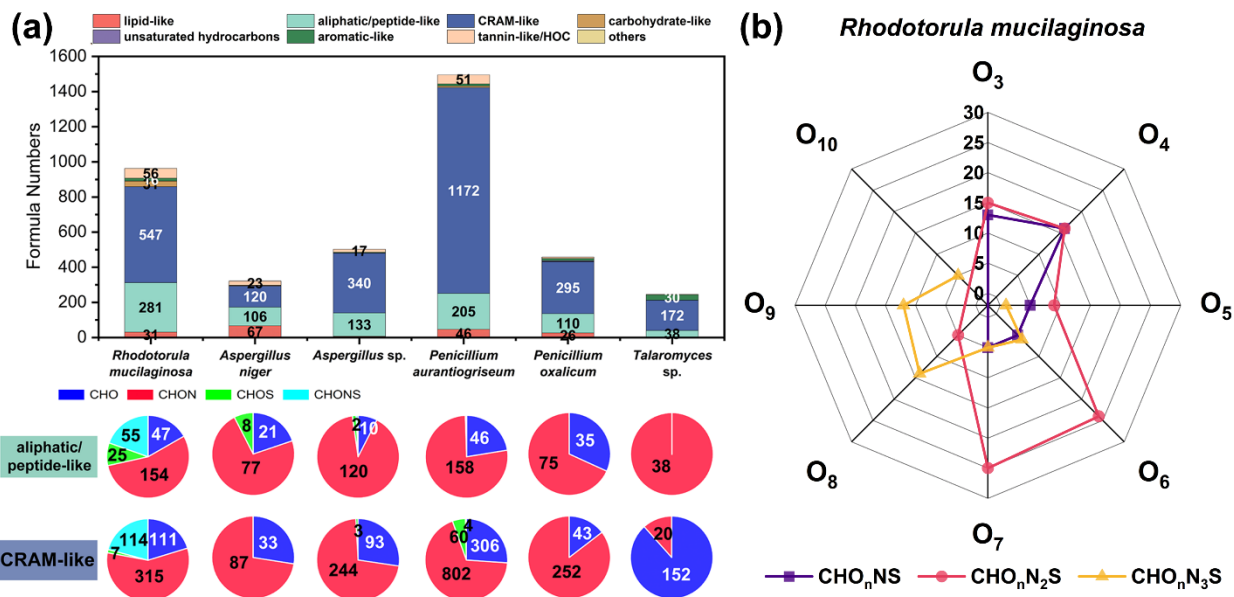 (a)
lipid-like aliphatic/peptide-like CRAM-like carbohydrate-like
unsaturated hydrocarbons aromatic-like tannin-like/HOC others
Formula Numbers
1600
1400
1200
1000
800
600
400
200
0
56
547
281
31
23
120
106
67
17
340
133
51
1172
205
46
295
110
26
30
172
38
Rhodotorula
mucilaginosa
Aspergillus
niger
Aspergillus sp.
Penicillium
aurantiogriseum
Penicillium
oxalicum
Talaromyces
sp.
CHO CHON CHOS CHONS
aliphatic/
peptide-like
55 47
25
154
8 21
77
2 10
120
46
158
35
75
38
CRAM-like
114 111
7
315
33
87
3 93
244
4
60 306
802
43
252
20
152
(b)
Rhodotorula mucilaginosa
O3
O4
O5
O6
O7
O8
O9
O10
30
25
20
15
10
5
0
CHOnNS CHOnN2S CHOnN3S